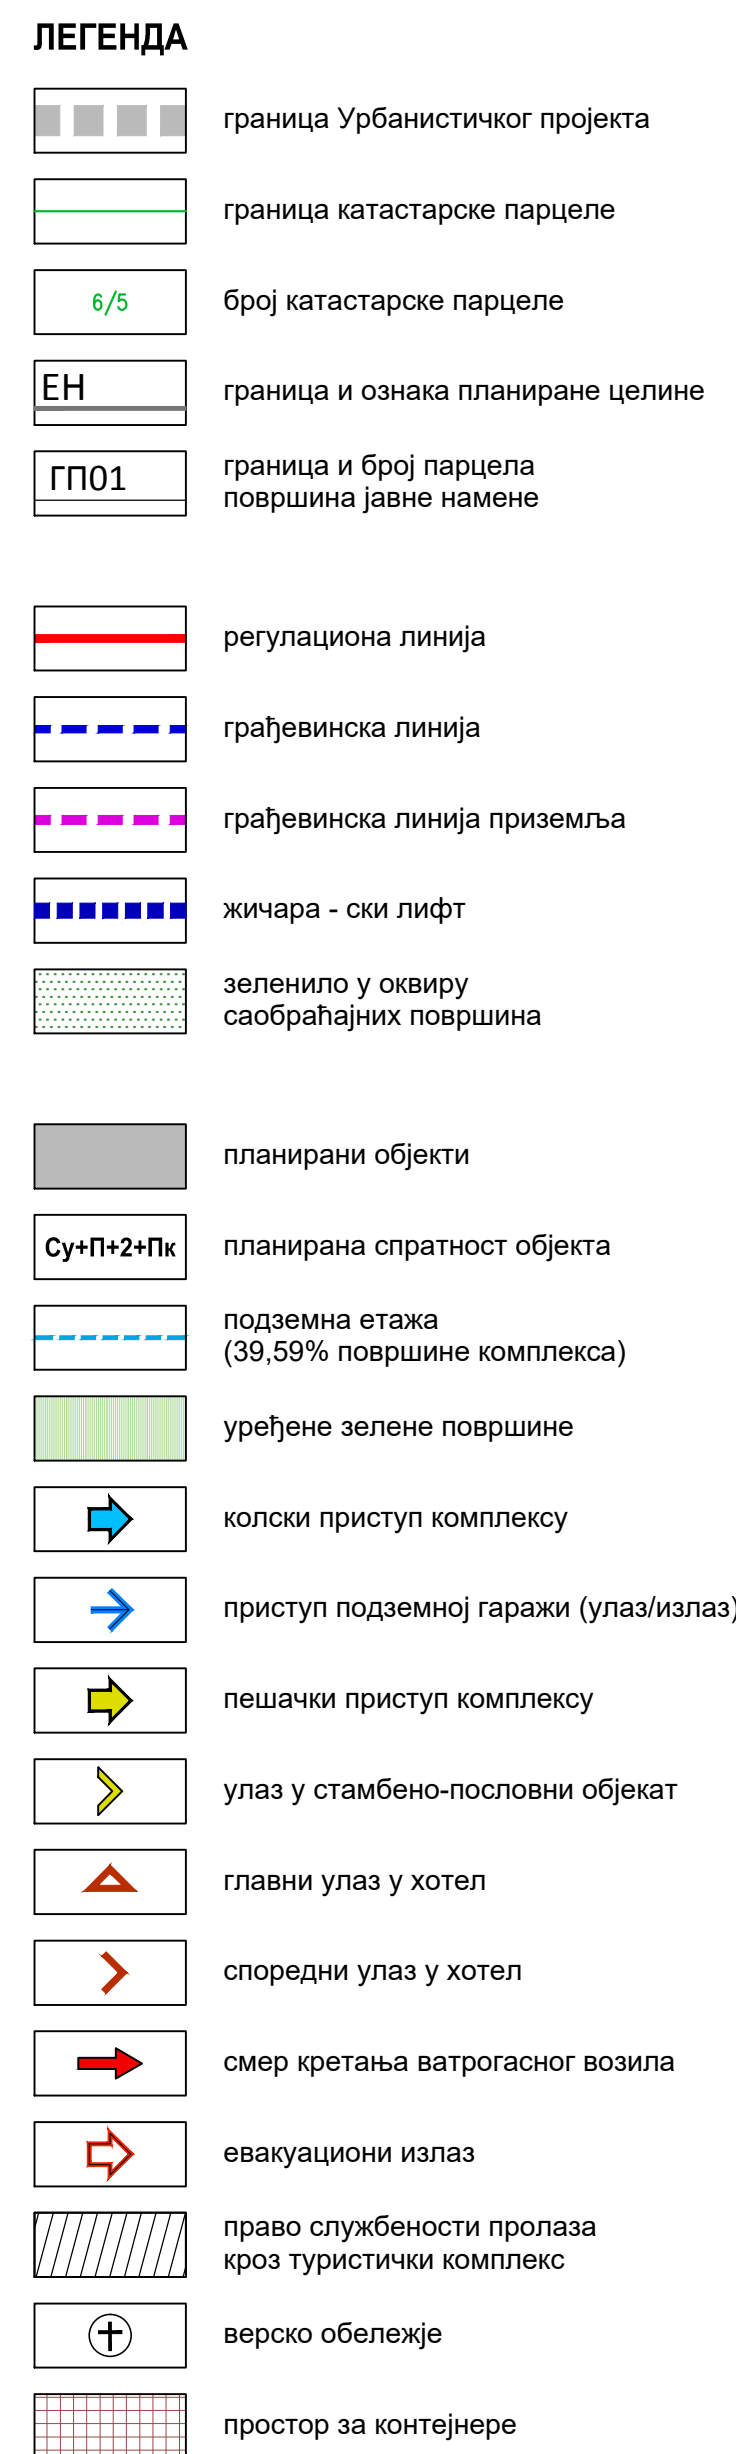 ЛЕГЕНДА
граница Урбанистичког пројекта
граница катастарске парцеле
6/5 број катастарске парцеле
ЕН граница и ознака планиране целине
ГП01 граница и број парцела
површина јавне намене
регулациона линија
грађевинска линија
грађевинска линија приземља
жичара - ски лифт
зеленило у оквиру
саобраћајних површина
планирани објекти
Су+П+2+Пк планирана спратност објекта
подземна етажа
(39,59% површине комплекса)
уређене зелене површине
колски приступ комплексу
приступ подземној гаражи (улаз/излаз)
пешачки приступ комплексу
улаз у стамбено-пословни објекат
главни улаз у хотел
споредни улаз у хотел
смер кретања ватрогасног возила
евакуациони излаз
право службености пролаза
кроз туристички комплекс
верско обележје
простор за контејнере